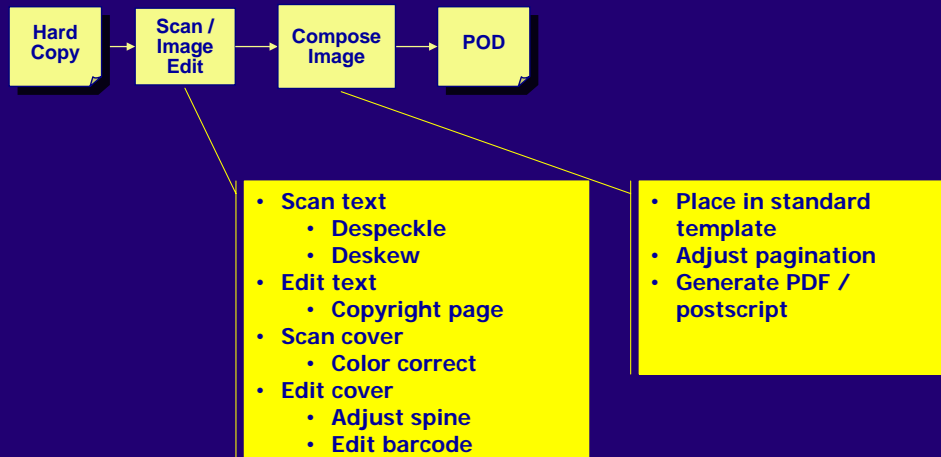 Hard
Copy
Scan /
Image
Edit
Compose
Image
POD
• Scan text
• Despeckle
• Deskew
• Edit text
• Copyright page
• Scan cover
• Color correct
• Edit cover
• Adjust spine
• Edit barcode
• Place in standard
template
• Adjust pagination
• Generate PDF /
postscript